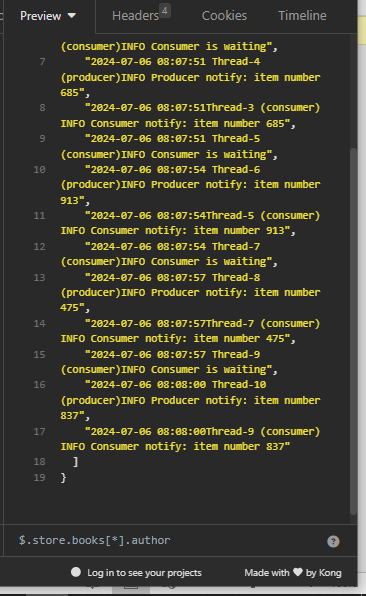 Preview Headers 4 Cookies Timeline
(consumer)INFO Consumer is waiting",
7 "2024-07-06 08:07:51 Thread-4
(producer)INFO Producer notify: item number
685",
8 "2024-07-06 08:07:51Thread-3 (consumer)
INFO Consumer notify: item number 685",
9 "2024-07-06 08:07:51 Thread-5
(consumer)INFO Consumer is waiting",
10 "2024-07-06 08:07:54 Thread-6
(producer)INFO Producer notify: item number
913",
11 "2024-07-06 08:07:54Thread-5 (consumer)
INFO Consumer notify: item number 913",
12 "2024-07-06 08:07:54 Thread-7
(consumer)INFO Consumer is waiting",
13 "2024-07-06 08:07:57 Thread-8
(producer)INFO Producer notify: item number
475",
14 "2024-07-06 08:07:57Thread-7 (consumer)
INFO Consumer notify: item number 475",
15 "2024-07-06 08:07:57 Thread-9
(consumer)INFO Consumer is waiting",
16 "2024-07-06 08:08:00 Thread-10
(producer)INFO Producer notify: item number
837",
17 "2024-07-06 08:08:00Thread-9 (consumer)
INFO Consumer notify: item number 837"
18 ]
19 }
$.store.books[*].author
Log in to see your projects Made with ♥ by Kong